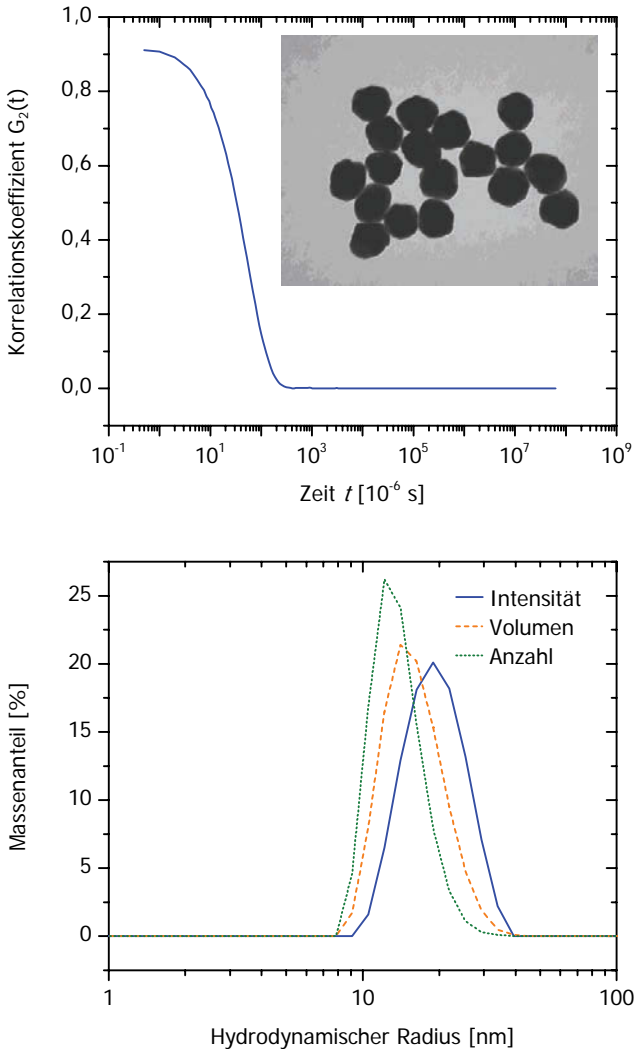 1,0
0,8
0,6
0,4
0,2
0,0
Korrelationskoeffizient G₂(t)
10⁻¹ 10¹ 10³ 10⁵ 10⁷ 10⁹
Zeit t [10⁻⁶ s]
25
20
15
10
5
0
Massenanteil [%]
Intensität
Volumen
Anzahl
1 10 100
Hydrodynamischer Radius [nm]